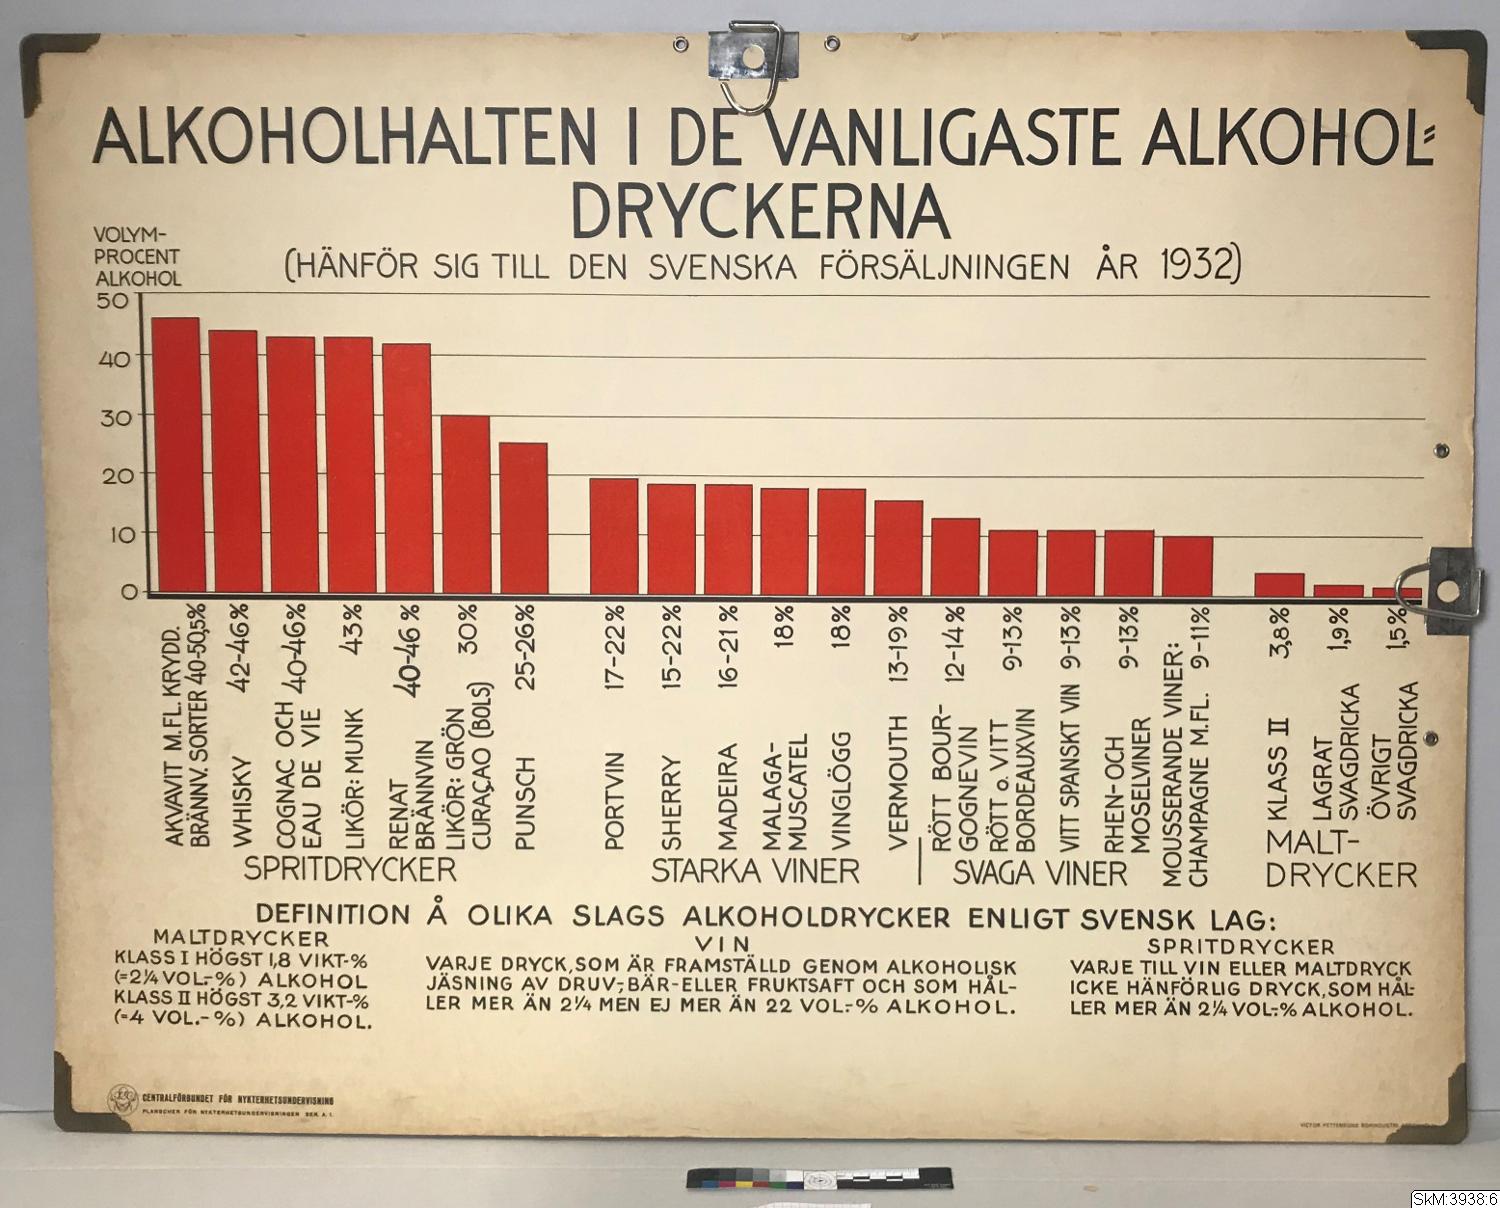 ALKOHOLHALTEN I DE VANLIGASTE ALKOHOL-
DRYCKERNA
(HÄNFÖR SIG TILL DEN SVENSKA FÖRSÄLJNINGEN ÅR 1932)
VOLYM-
PROCENT
ALKOHOL
50
40
30
20
10
0
AKVAVIT M.FL. KRYDD.
BRÄNNV. SORTER 40-50,5%
WHISKY 42-46%
COGNAC OCH 40-46%
EAU DE VIE
LIKÖR: MUNK 43%
RENAT 40-46%
BRÄNNVIN
LIKÖR: GRÖN 30%
CURAÇAO (BOLS)
PUNSCH 25-26%
PORTVIN 17-22%
SHERRY 15-22%
MADEIRA 16-21%
MALAGA- 18%
MUSCATEL
VINGLÖGG 18%
VERMOUTH 13-19%
RÖTT BOUR- 12-14%
GOGNEVIN
RÖTT o. VITT 9-13%
BORDEAUXVIN
VITT SPANSKT VIN 9-13%
RHEN- OCH 9-13%
MOSELVINER
MOUSSERANDE VINER:
CHAMPAGNE M.FL. 9-11%
KLASS II 3,8%
LAGRAT 1,9%
SVAGDRICKA
ÖVRIGT 1,5%
SVAGDRICKA
SPRITDRYCKER
STARKA VINER
SVAGA VINER
MALT-
DRYCKER
DEFINITION Å OLIKA SLAGS ALKOHOLDRYCKER ENLIGT SVENSK LAG:
MALTDRYCKER
KLASS I HÖGST 1,8 VIKT-%
(=2¼ VOL.-%) ALKOHOL
KLASS II HÖGST 3,2 VIKT-%
(=4 VOL.-%) ALKOHOL.
VIN
VARJE DRYCK, SOM ÄR FRAMSTÄLLD GENOM ALKOHOLISK
JÄSNING AV DRUV-, BÄR- ELLER FRUKTSAFT OCH SOM HÅL-
LER MER ÄN 2¼ MEN EJ MER ÄN 22 VOL.-% ALKOHOL.
SPRITDRYCKER
VARJE TILL VIN ELLER MALTDRYCK
ICKE HÄNFÖRLIG DRYCK, SOM HÅL-
LER MER ÄN 2¼ VOL.-% ALKOHOL.
CENTRALFÖRBUNDET FÖR NYKTERHETSUNDERVISNING
PLANSCHER FÖR NYKTERHETSUNDERVISNINGEN SER. A. 1.
SkM:3938:6